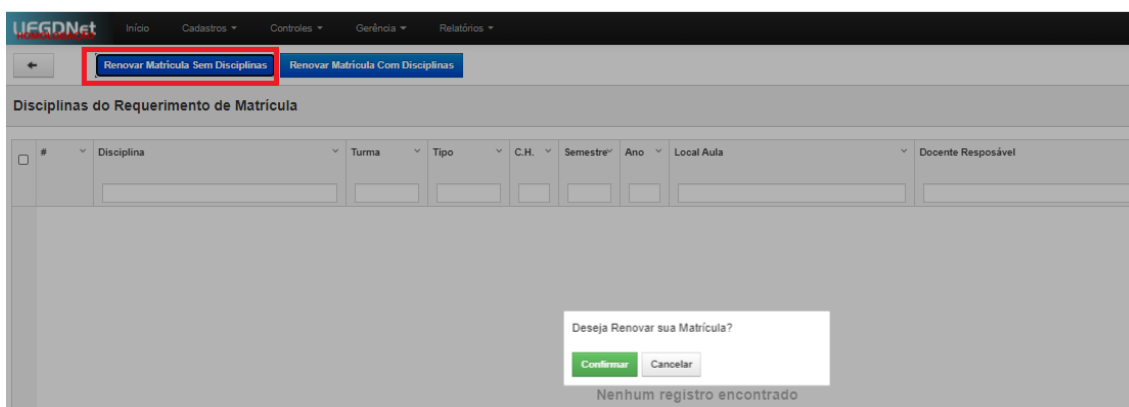 UFGDNet
HOMOLOGAÇÃO
Início Cadastros Controles Gerência Relatórios
Renovar Matrícula Sem Disciplinas Renovar Matrícula Com Disciplinas
Disciplinas do Requerimento de Matrícula
# Disciplina Turma Tipo C.H. Semestre Ano Local Aula Docente Resposável
Deseja Renovar sua Matrícula?
Confirmar Cancelar
Nenhum registro encontrado